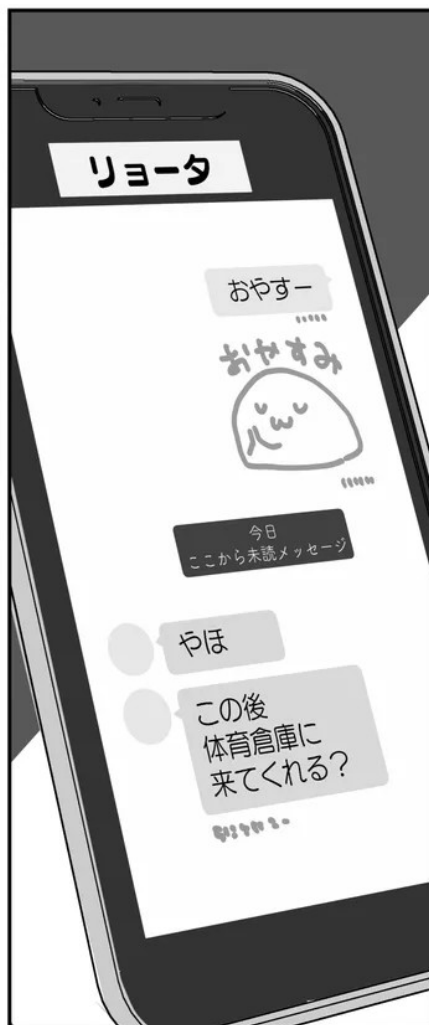 リョータ
おやすー
おやすみ
今日
ここから未読メッセージ
やほ
この後
体育倉庫に
来てくれる？